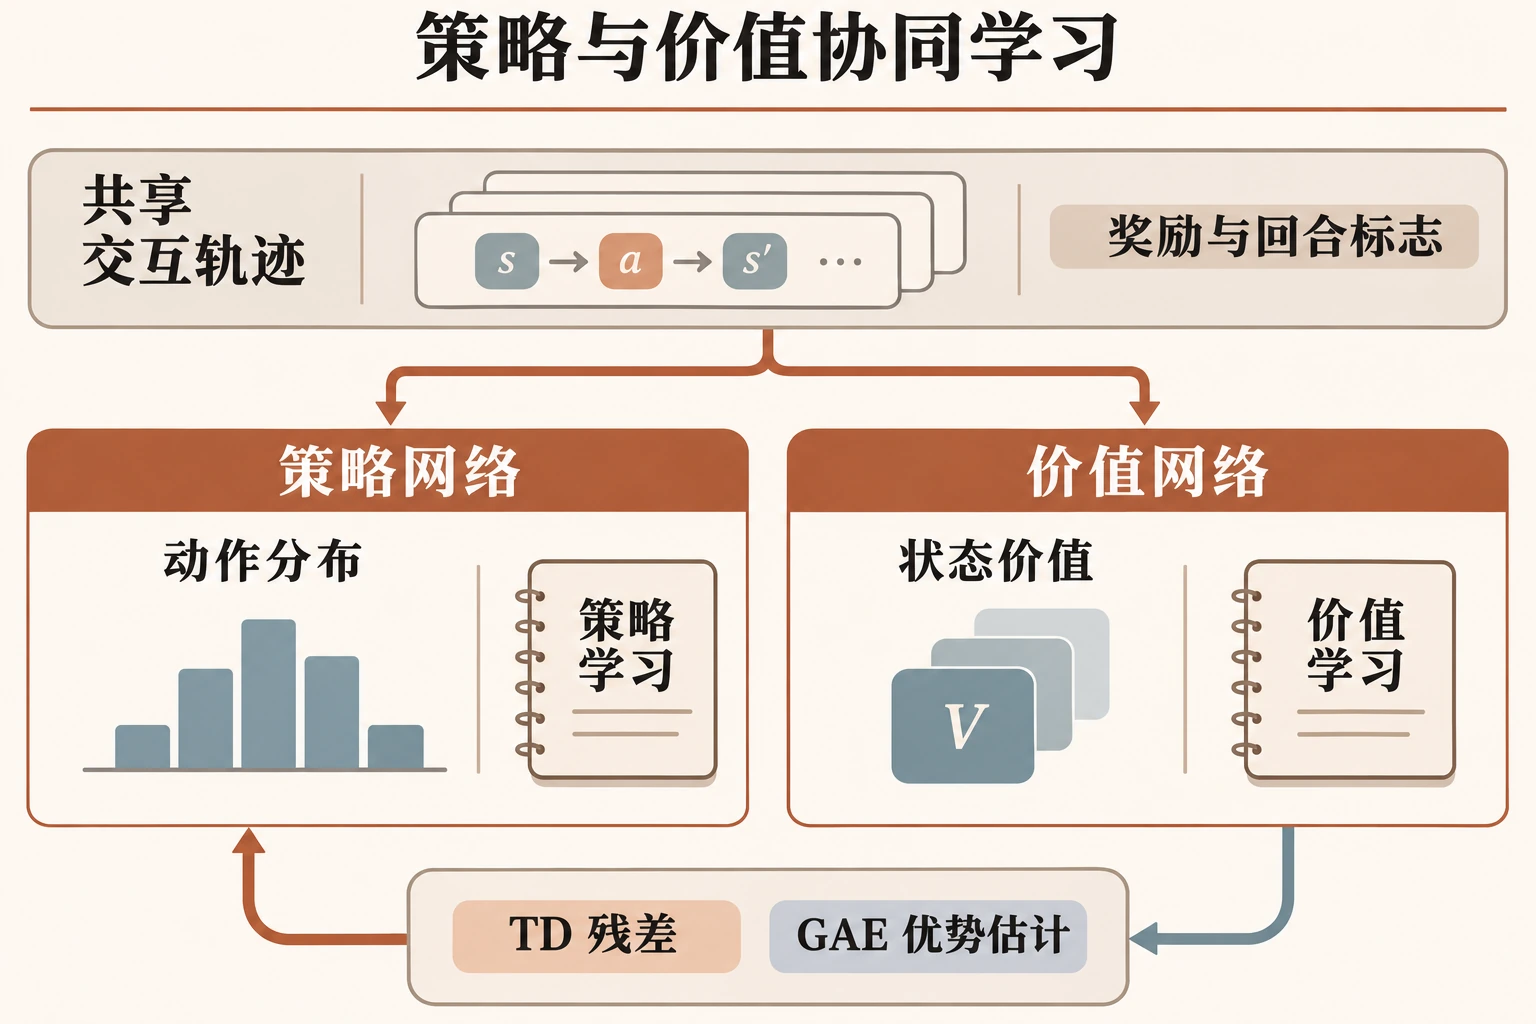 策略与价值协同学习
共享
交互轨迹
s → a → s′ ···
奖励与回合标志
策略网络
动作分布
策略
学习
价值网络
状态价值
V
价值
学习
TD 残差
GAE 优势估计